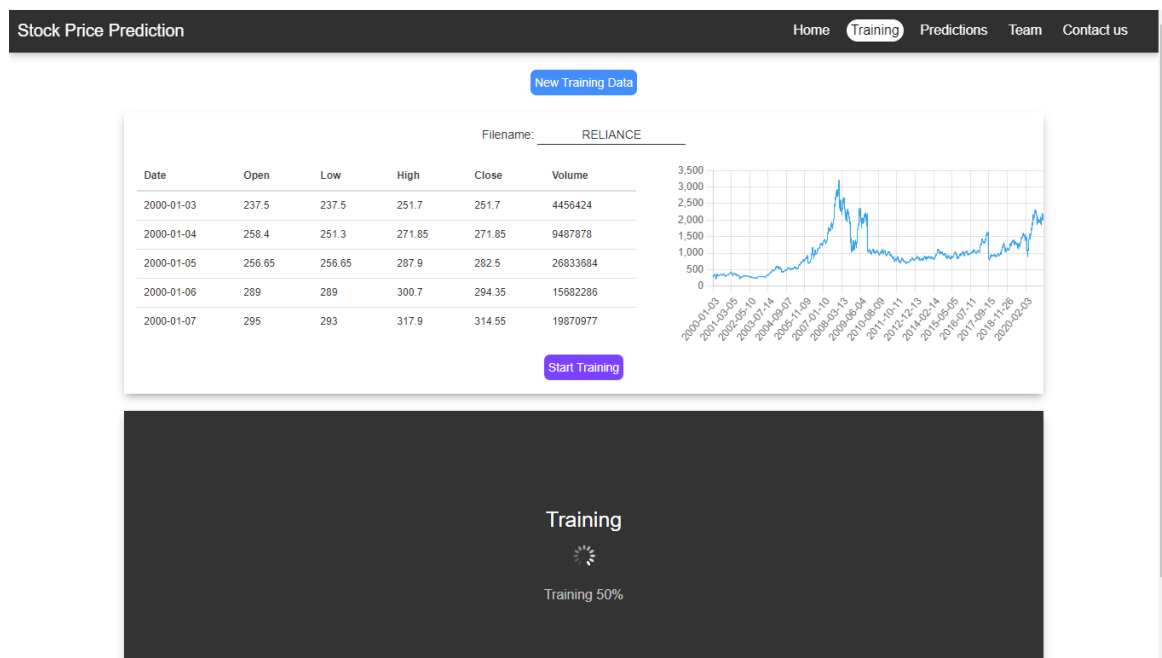 Stock Price Prediction Home Training Predictions Team Contact us
New Training Data
Filename: RELIANCE
Date Open Low High Close Volume
2000-01-03 237.5 237.5 251.7 251.7 4456424
2000-01-04 258.4 251.3 271.85 271.85 9487878
2000-01-05 256.65 256.65 287.9 282.5 26833684
2000-01-06 289 289 300.7 294.35 15682286
2000-01-07 295 293 317.9 314.55 19870977
3,500
3,000
2,500
2,000
1,500
1,000
500
0
2000-01-03
2001-03-05
2002-05-10
2003-07-14
2004-09-07
2005-11-09
2007-01-10
2008-03-13
2009-06-04
2010-08-09
2011-10-11
2012-12-13
2014-02-14
2015-05-05
2016-07-11
2017-09-15
2018-11-26
2020-02-03
Start Training
Training
Training 50%